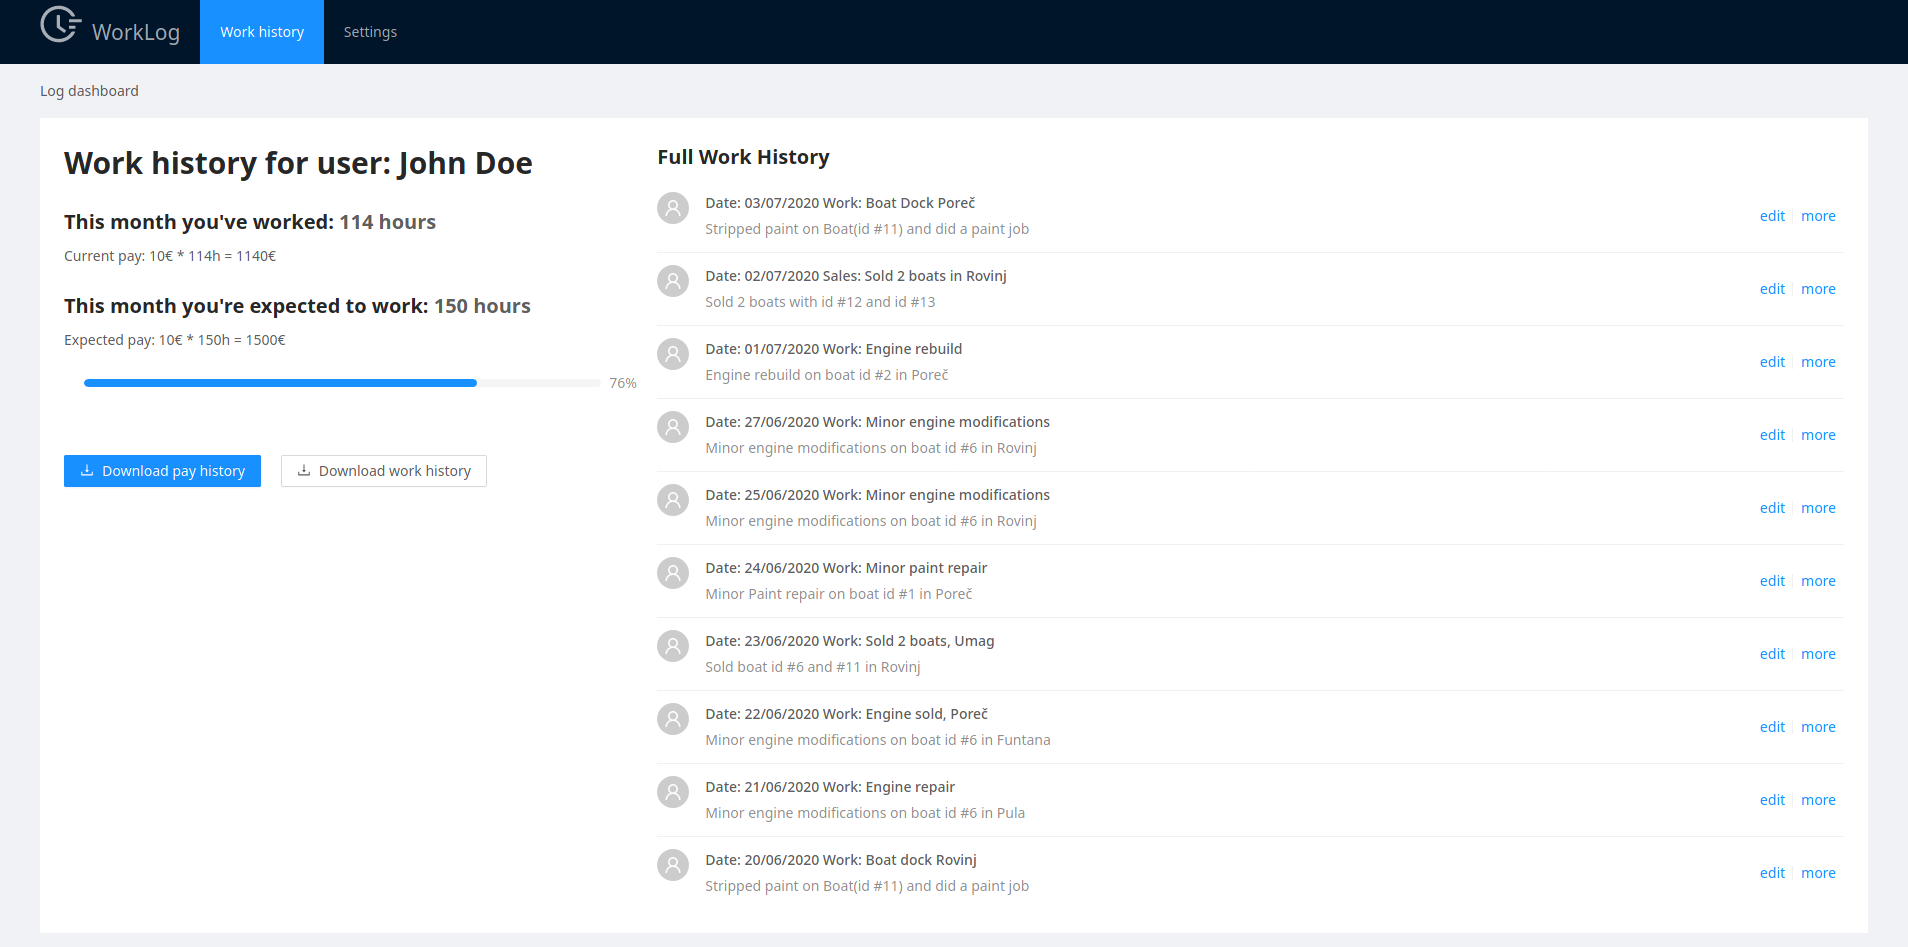 WorkLog
Work history
Settings
Log dashboard
Work history for user: John Doe
This month you've worked: 114 hours
Current pay: 10€ * 114h = 1140€
This month you're expected to work: 150 hours
Expected pay: 10€ * 150h = 1500€
76%
Download pay history
Download work history
Full Work History
Date: 03/07/2020 Work: Boat Dock Poreč
Stripped paint on Boat(id #11) and did a paint job
edit more
Date: 02/07/2020 Sales: Sold 2 boats in Rovinj
Sold 2 boats with id #12 and id #13
edit more
Date: 01/07/2020 Work: Engine rebuild
Engine rebuild on boat id #2 in Poreč
edit more
Date: 27/06/2020 Work: Minor engine modifications
Minor engine modifications on boat id #6 in Rovinj
edit more
Date: 25/06/2020 Work: Minor engine modifications
Minor engine modifications on boat id #6 in Rovinj
edit more
Date: 24/06/2020 Work: Minor paint repair
Minor Paint repair on boat id #1 in Poreč
edit more
Date: 23/06/2020 Work: Sold 2 boats, Umag
Sold boat id #6 and #11 in Rovinj
edit more
Date: 22/06/2020 Work: Engine sold, Poreč
Minor engine modifications on boat id #6 in Funtana
edit more
Date: 21/06/2020 Work: Engine repair
Minor engine modifications on boat id #6 in Pula
edit more
Date: 20/06/2020 Work: Boat dock Rovinj
Stripped paint on Boat(id #11) and did a paint job
edit more